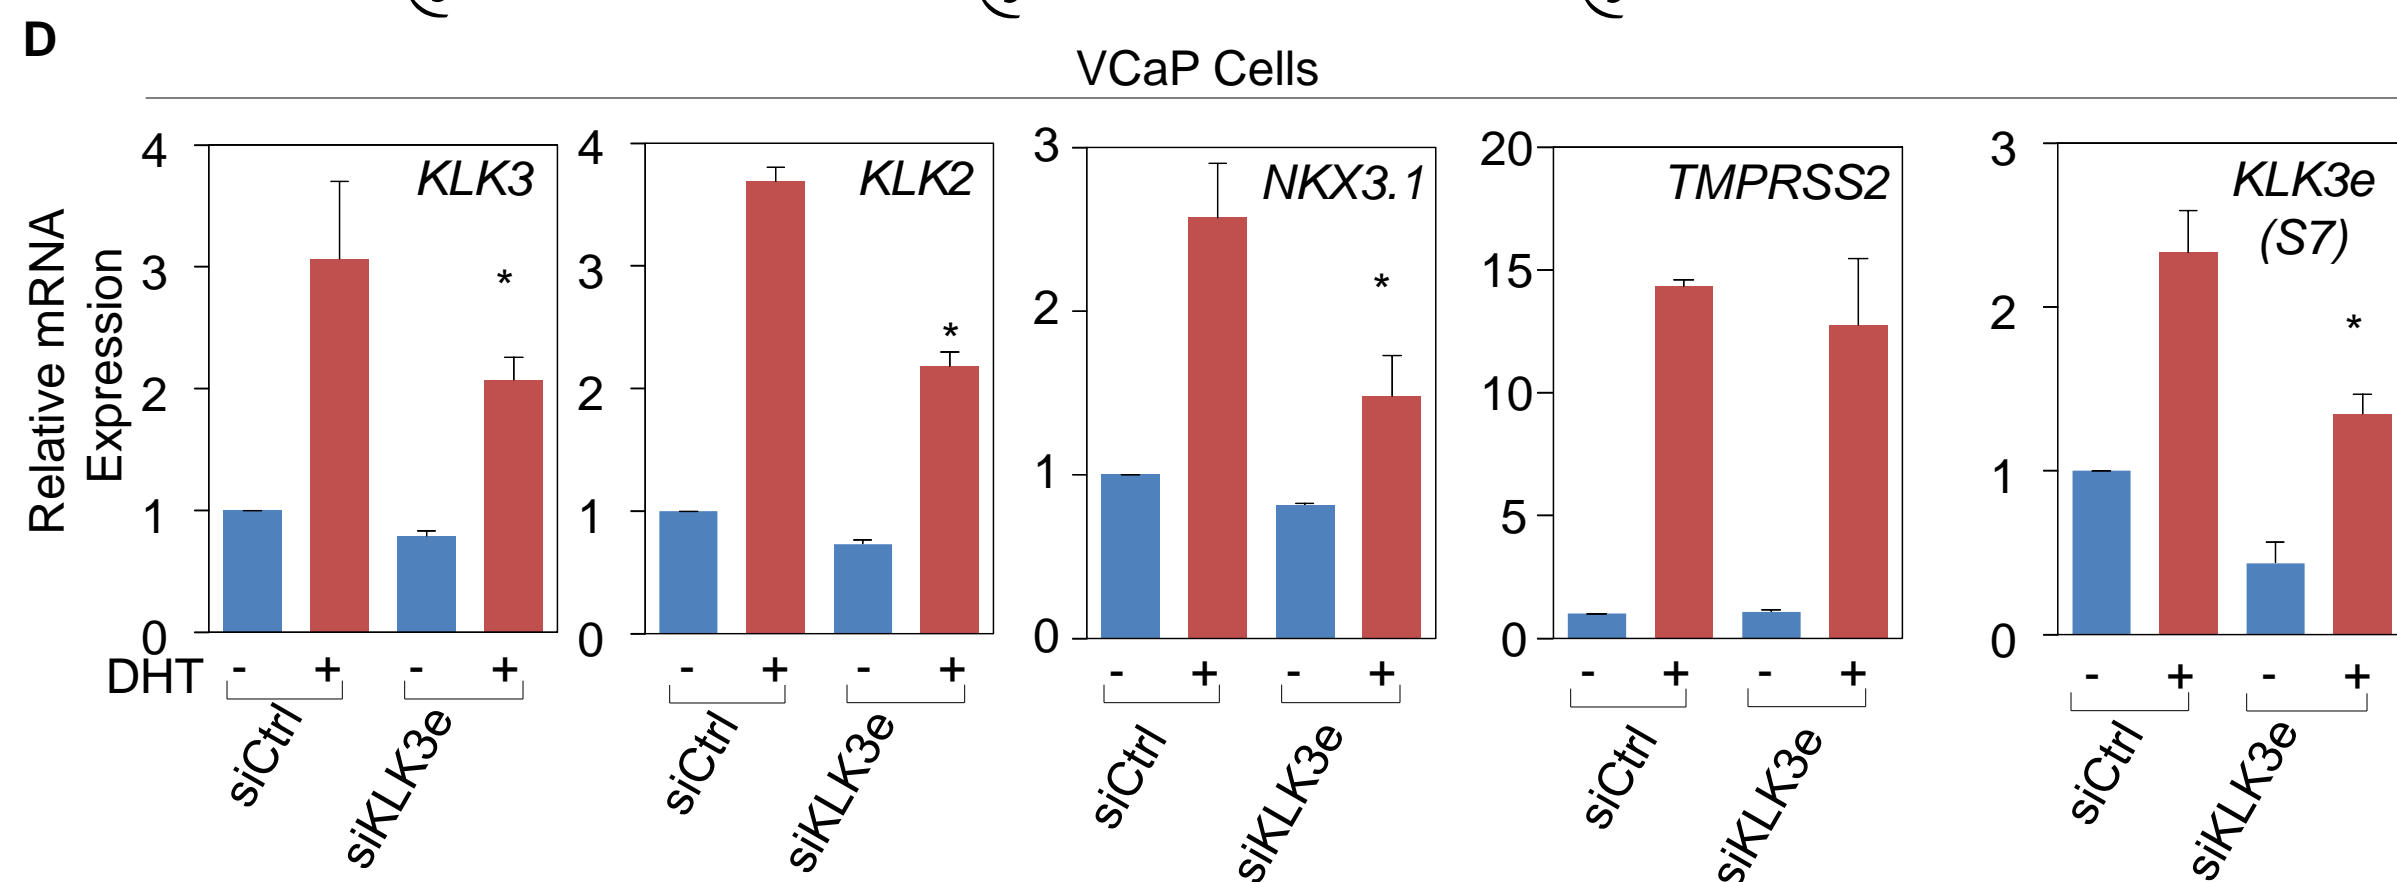 D
VCaP Cells
Relative mRNA
Expression
4
3
2
1
0
KLK3
*
4
3
2
1
0
KLK2
*
3
2
1
0
NKX3.1
*
20
15
10
5
0
TMPRSS2
3
2
1
0
KLK3e
(S7)
*
DHT - + - + - + - + - + - + - + - + - + - +
siCtrl siKLK3e siCtrl siKLK3e siCtrl siKLK3e siCtrl siKLK3e siCtrl siKLK3e